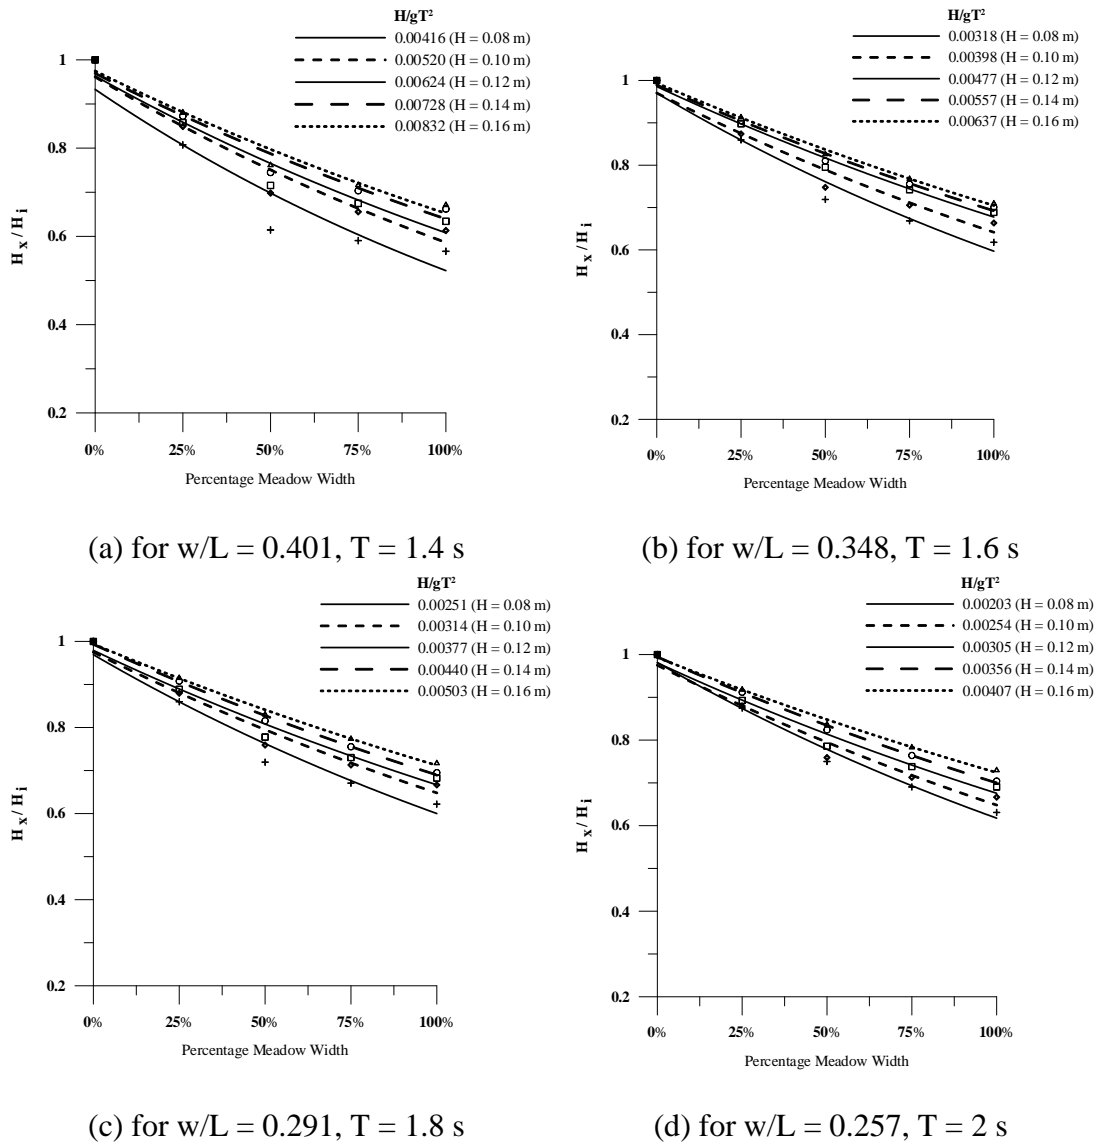 H/gT²
0.00416 (H = 0.08 m)
0.00520 (H = 0.10 m)
0.00624 (H = 0.12 m)
0.00728 (H = 0.14 m)
0.00832 (H = 0.16 m)
1
0.8
0.6
0.4
0.2
H x / H i
0% 25% 50% 75% 100%
Percentage Meadow Width
(a) for w/L = 0.401, T = 1.4 s
H/gT²
0.00318 (H = 0.08 m)
0.00398 (H = 0.10 m)
0.00477 (H = 0.12 m)
0.00557 (H = 0.14 m)
0.00637 (H = 0.16 m)
1
0.8
0.6
0.4
0.2
H x / H i
0% 25% 50% 75% 100%
Percentage Meadow Width
(b) for w/L = 0.348, T = 1.6 s
H/gT²
0.00251 (H = 0.08 m)
0.00314 (H = 0.10 m)
0.00377 (H = 0.12 m)
0.00440 (H = 0.14 m)
0.00503 (H = 0.16 m)
1
0.8
0.6
0.4
0.2
H x / H i
0% 25% 50% 75% 100%
Percentage Meadow Width
(c) for w/L = 0.291, T = 1.8 s
H/gT²
0.00203 (H = 0.08 m)
0.00254 (H = 0.10 m)
0.00305 (H = 0.12 m)
0.00356 (H = 0.14 m)
0.00407 (H = 0.16 m)
1
0.8
0.6
0.4
0.2
H x / H i
0% 25% 50% 75% 100%
Percentage Meadow Width
(d) for w/L = 0.257, T = 2 s